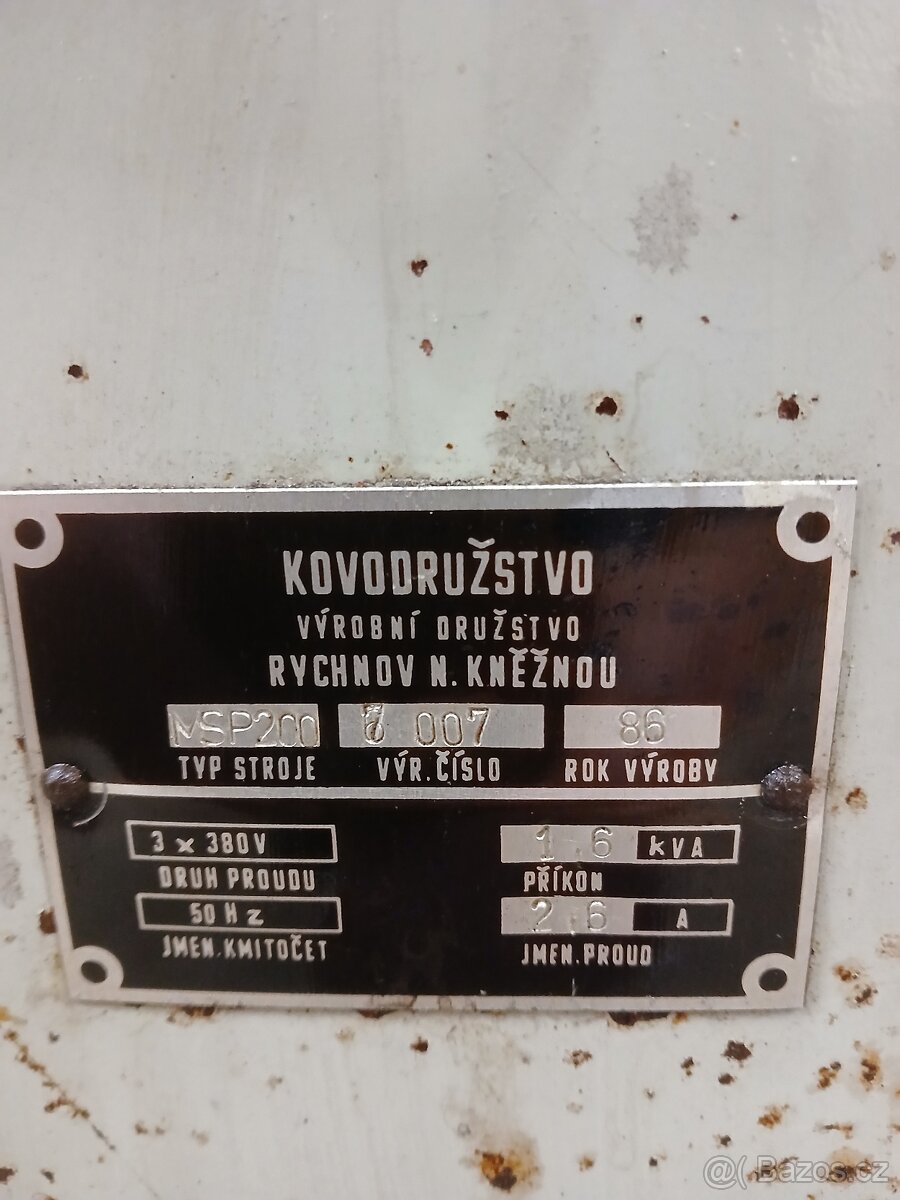 KOVODRUŽSTVO
VÝROBNÍ DRUŽSTVO
RYCHNOV N. KNĚŽNOU
MSP200 007 86
TYP STROJE VÝR. ČÍSLO ROK VÝROBY
3 x 380V 1.6 kVA
DRUH PROUDU PŘÍKON
50 Hz 2.6 A
JMEN. KMITOČET JMEN. PROUD
@( Bazos.cz